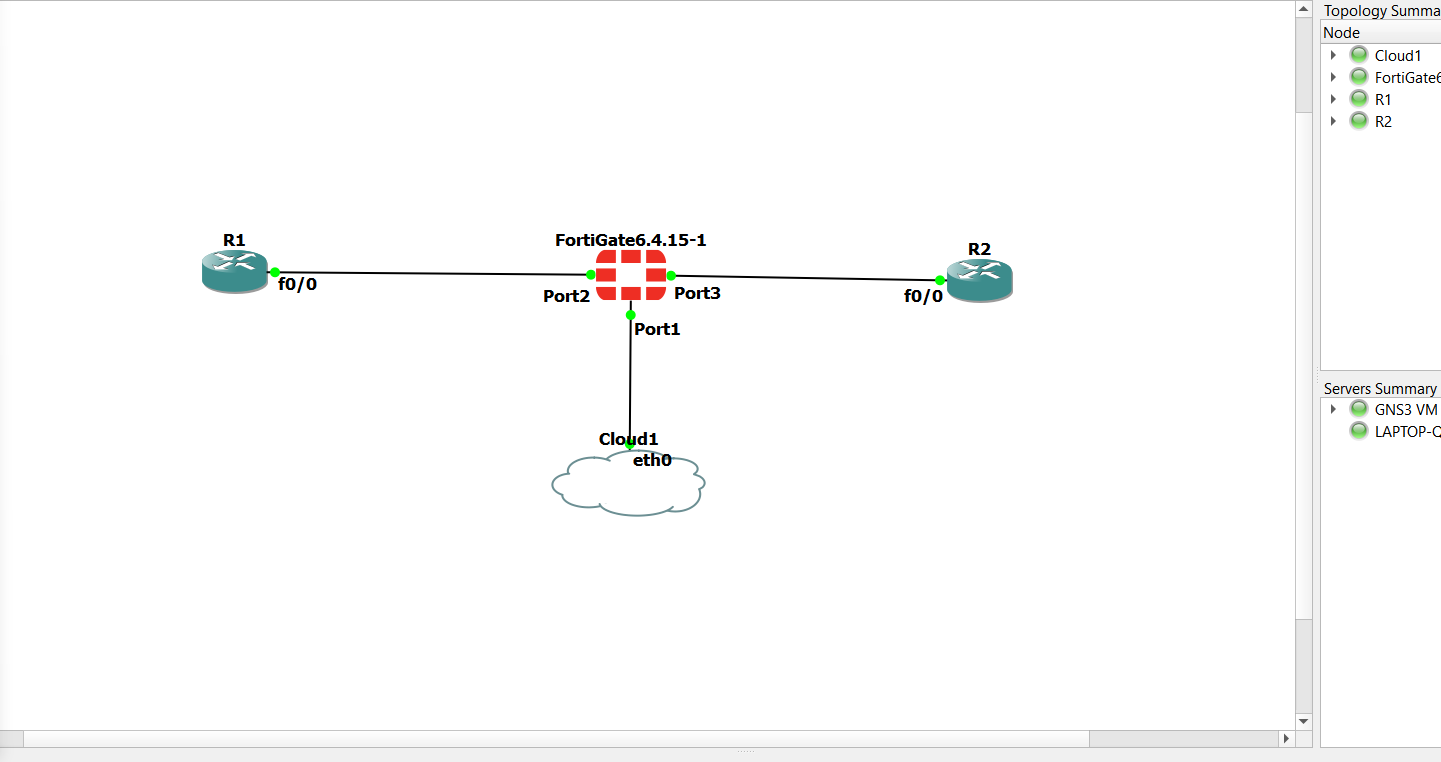 R1
f0/0
FortiGate6.4.15-1
Port2
Port3
Port1
R2
f0/0
Cloud1
eth0
Topology Summa
Node
Cloud1
FortiGate6
R1
R2
Servers Summary
GNS3 VM
LAPTOP-Q